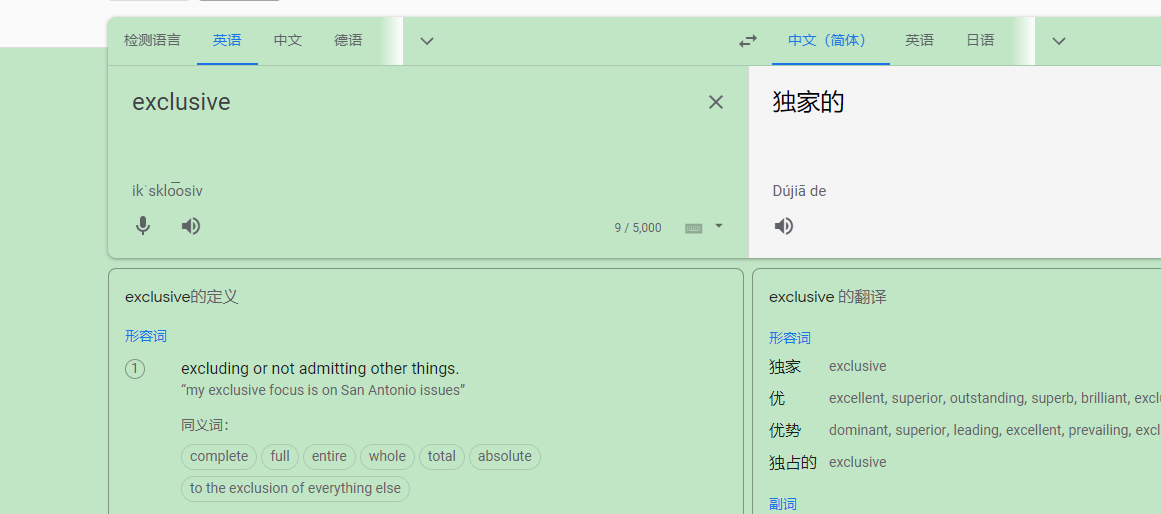 检测语言 英语 中文 德语
中文（简体） 英语 日语
exclusive
独家的
ikˈsklo͞osiv
Dújiā de
9 / 5,000
exclusive的定义
形容词
1 excluding or not admitting other things.
“my exclusive focus is on San Antonio issues”
同义词：
complete full entire whole total absolute
to the exclusion of everything else
exclusive 的翻译
形容词
独家 exclusive
优 excellent, superior, outstanding, superb, brilliant,
优势 dominant, superior, leading, excellent, prevailing,
独占的 exclusive
副词